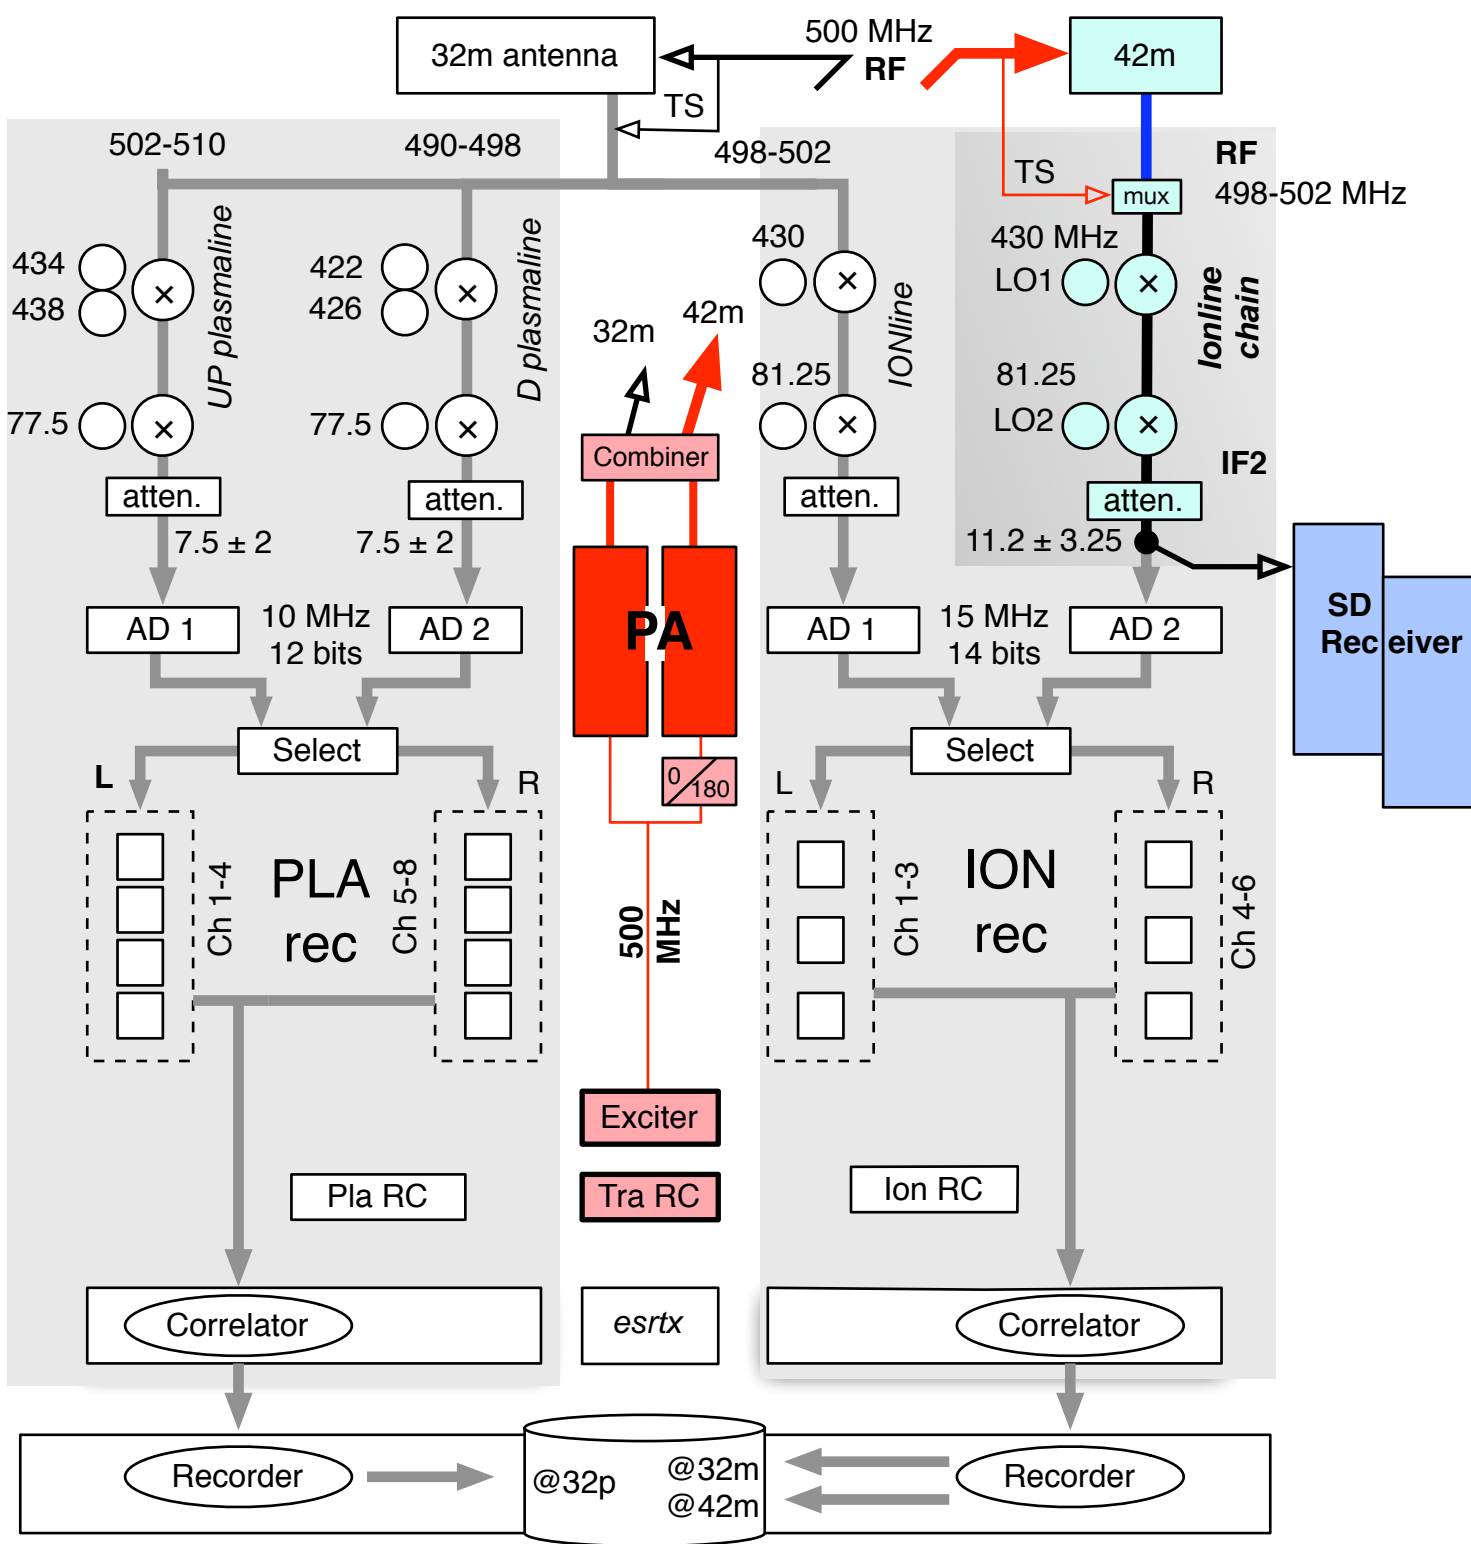 32m antenna
500 MHz
RF
42m
TS
502-510
490-498
498-502
TS
RF
mux
498-502 MHz
434
438
UP plasmaline
422
426
D plasmaline
430
IONline
430 MHz
LO1
Ionline
chain
32m
42m
77.5
77.5
81.25
81.25
LO2
Combiner
IF2
atten.
atten.
atten.
atten.
7.5 ± 2
7.5 ± 2
11.2 ± 3.25
AD 1
10 MHz
12 bits
AD 2
PA
AD 1
15 MHz
14 bits
AD 2
SD
Receiver
Select
Select
L
R
0
180
L
R
Ch 1-4
PLA
rec
Ch 5-8
500
MHz
Ch 1-3
ION
rec
Ch 4-6
Exciter
Pla RC
Tra RC
Ion RC
Correlator
esrtx
Correlator
Recorder
@32p
@32m
@42m
Recorder